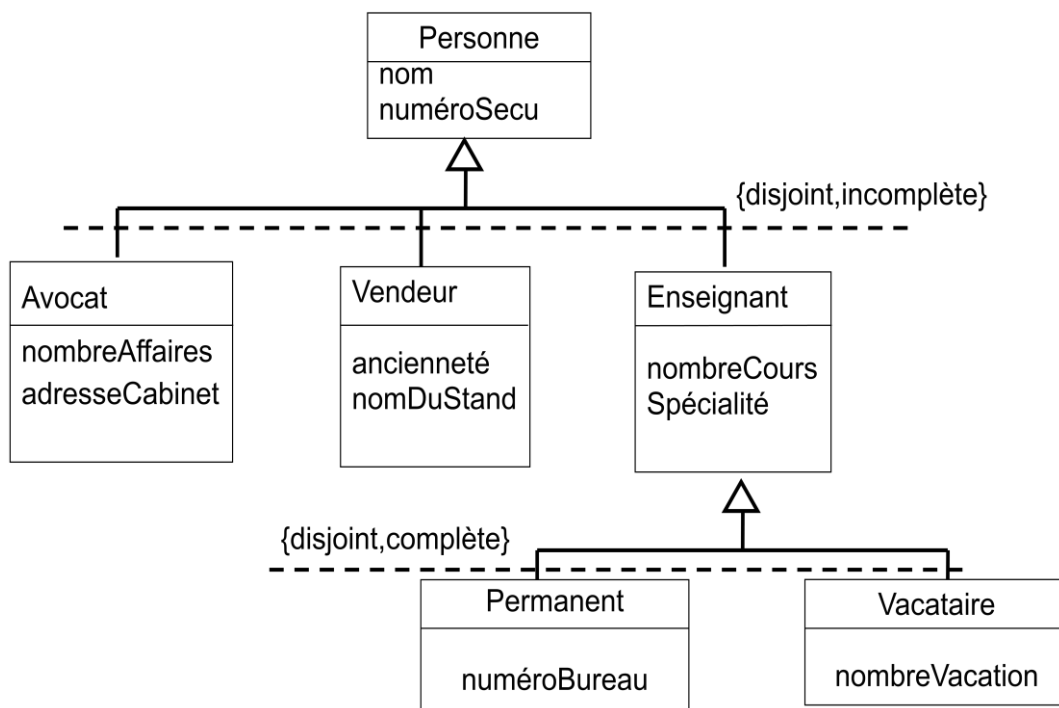 Personne
nom
numéroSecu
{disjoint,incomplète}
Avocat
nombreAffaires
adresseCabinet
Vendeur
ancienneté
nomDuStand
Enseignant
nombreCours
Spécialité
{disjoint,complète}
Permanent
numéroBureau
Vacataire
nombreVacation